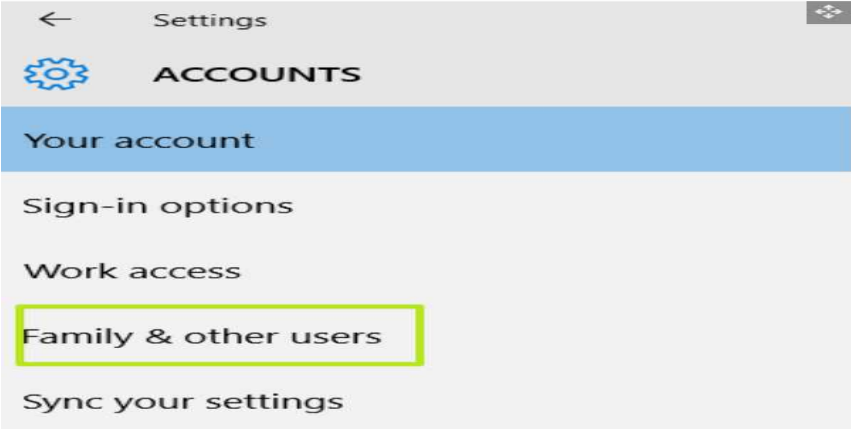 Settings
ACCOUNTS
Your account
Sign-in options
Work access
Family & other users
Sync your settings